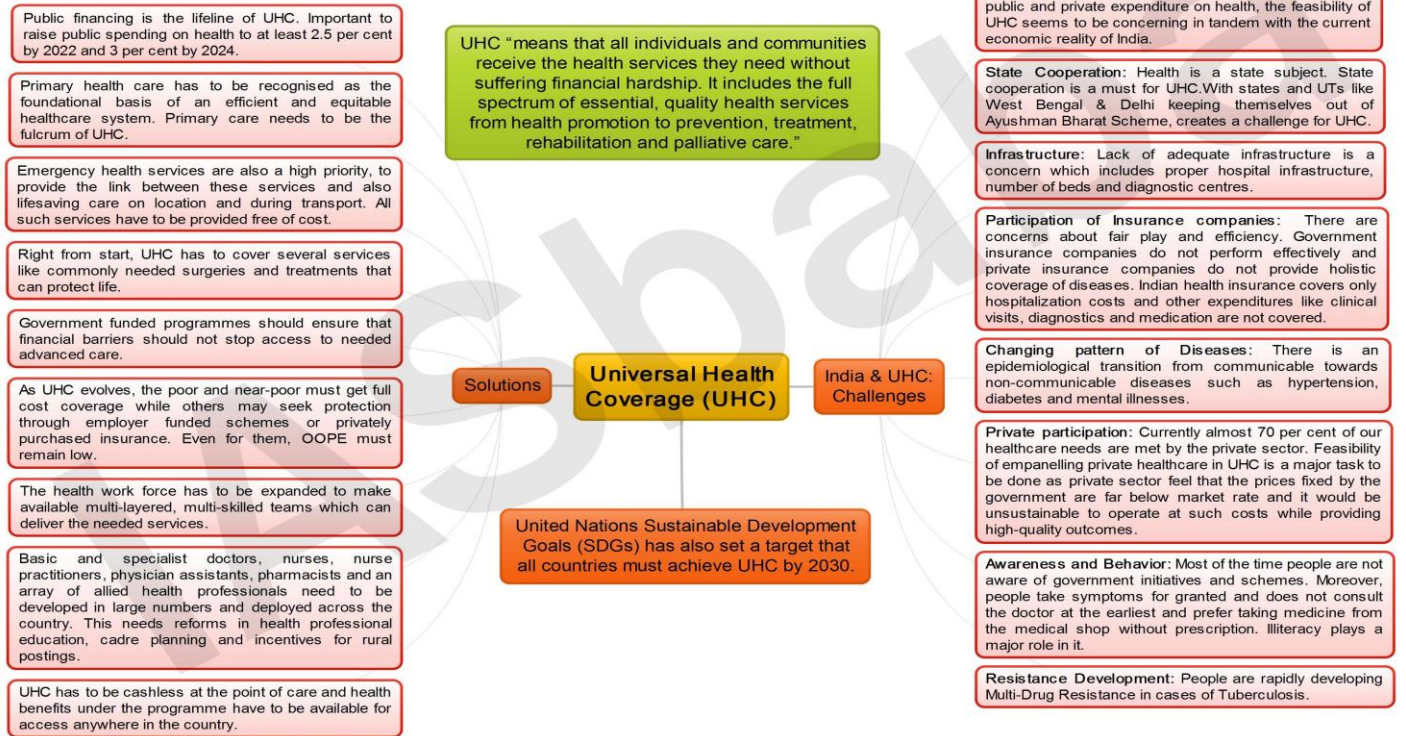 Public financing is the lifeline of UHC. Important to
raise public spending on health to at least 2.5 per cent
by 2022 and 3 per cent by 2024.
Primary health care has to be recognised as the
foundational basis of an efficient and equitable
healthcare system. Primary care needs to be the
fulcrum of UHC.
Emergency health services are also a high priority, to
provide the link between these services and also
lifesaving care on location and during transport. All
such services have to be provided free of cost.
Right from start, UHC has to cover several services
like commonly needed surgeries and treatments that
can protect life.
Government funded programmes should ensure that
financial barriers should not stop access to needed
advanced care.
As UHC evolves, the poor and near-poor must get full
cost coverage while others may seek protection
through employer funded schemes or privately
purchased insurance. Even for them, OOPE must
remain low.
The health work force has to be expanded to make
available multi-layered, multi-skilled teams which can
deliver the needed services.
Basic and specialist doctors, nurses, nurse
practitioners, physician assistants, pharmacists and an
array of allied health professionals need to be
developed in large numbers and deployed across the
country. This needs reforms in health professional
education, cadre planning and incentives for rural
postings.
UHC has to be cashless at the point of care and health
benefits under the programme have to be available for
access anywhere in the country.
UHC “means that all individuals and communities
receive the health services they need without
suffering financial hardship. It includes the full
spectrum of essential, quality health services
from health promotion to prevention, treatment,
rehabilitation and palliative care.”
Solutions
Universal Health
Coverage (UHC)
India & UHC:
Challenges
United Nations Sustainable Development
Goals (SDGs) has also set a target that
all countries must achieve UHC by 2030.
public and private expenditure on health, the feasibility of
UHC seems to be concerning in tandem with the current
economic reality of India.
State Cooperation: Health is a state subject. State
cooperation is a must for UHC.With states and UTs like
West Bengal & Delhi keeping themselves out of
Ayushman Bharat Scheme, creates a challenge for UHC.
Infrastructure: Lack of adequate infrastructure is a
concern which includes proper hospital infrastructure,
number of beds and diagnostic centres.
Participation of Insurance companies: There are
concerns about fair play and efficiency. Government
insurance companies do not perform effectively and
private insurance companies do not provide holistic
coverage of diseases. Indian health insurance covers only
hospitalization costs and other expenditures like clinical
visits, diagnostics and medication are not covered.
Changing pattern of Diseases: There is an
epidemiological transition from communicable towards
non-communicable diseases such as hypertension,
diabetes and mental illnesses.
Private participation: Currently almost 70 per cent of our
healthcare needs are met by the private sector. Feasibility
of empanelling private healthcare in UHC is a major task to
be done as private sector feel that the prices fixed by the
government are far below market rate and it would be
unsustainable to operate at such costs while providing
high-quality outcomes.
Awareness and Behavior: Most of the time people are not
aware of government initiatives and schemes. Moreover,
people take symptoms for granted and does not consult
the doctor at the earliest and prefer taking medicine from
the medical shop without prescription. Illiteracy plays a
major role in it.
Resistance Development: People are rapidly developing
Multi-Drug Resistance in cases of Tuberculosis.
IASbaba